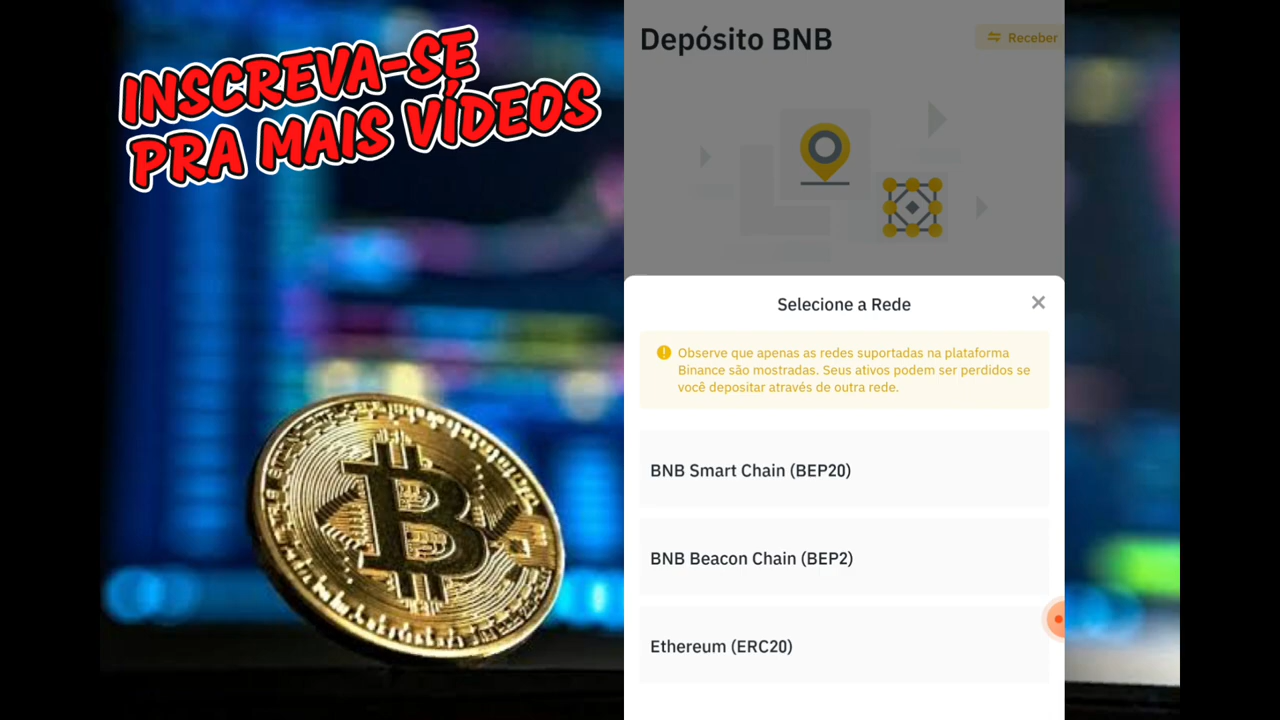 INSCREVA-SE
PRA MAIS VÍDEOS
Depósito BNB
Receber
Selecione a Rede
Observe que apenas as redes suportadas na plataforma
Binance são mostradas. Seus ativos podem ser perdidos se
você depositar através de outra rede.
BNB Smart Chain (BEP20)
BNB Beacon Chain (BEP2)
Ethereum (ERC20)